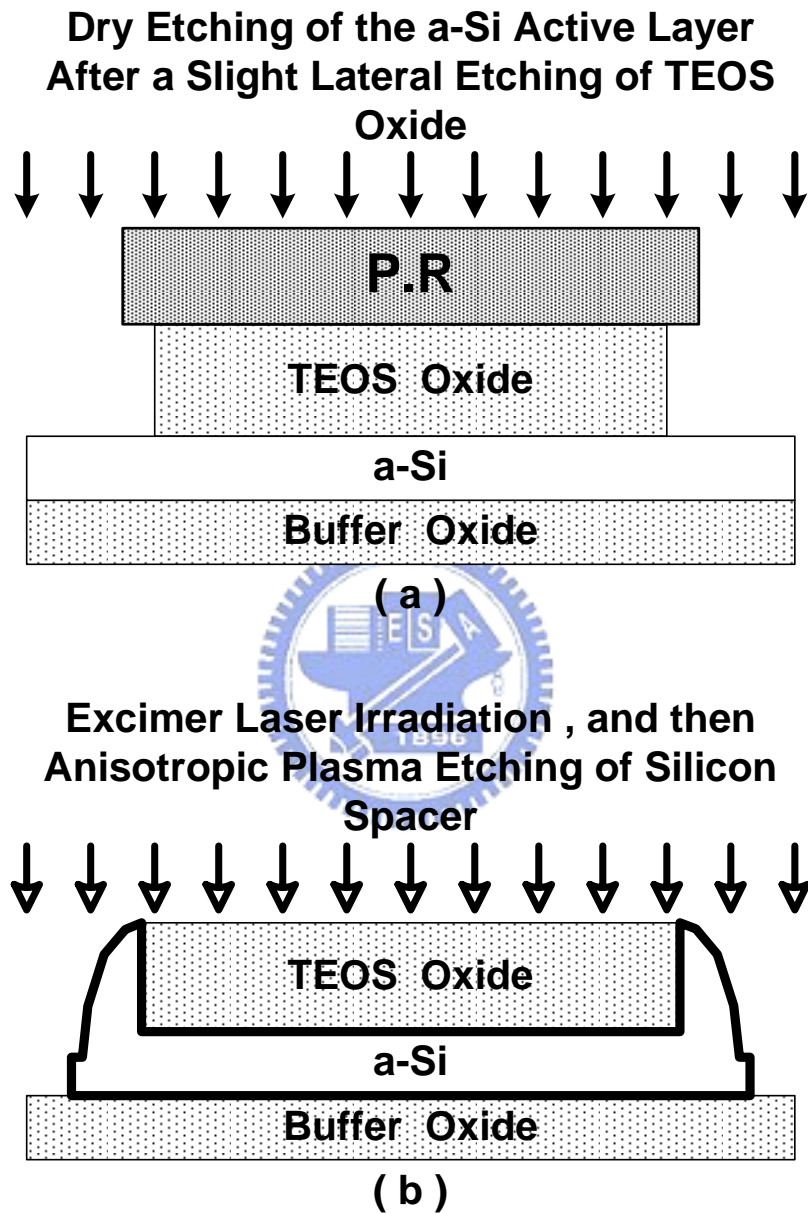 Dry Etching of the a-Si Active Layer
After a Slight Lateral Etching of TEOS
Oxide
P.R
TEOS Oxide
a-Si
Buffer Oxide
( a )
E S A
1896
Excimer Laser Irradiation , and then
Anisotropic Plasma Etching of Silicon
Spacer
TEOS Oxide
a-Si
Buffer Oxide
( b )